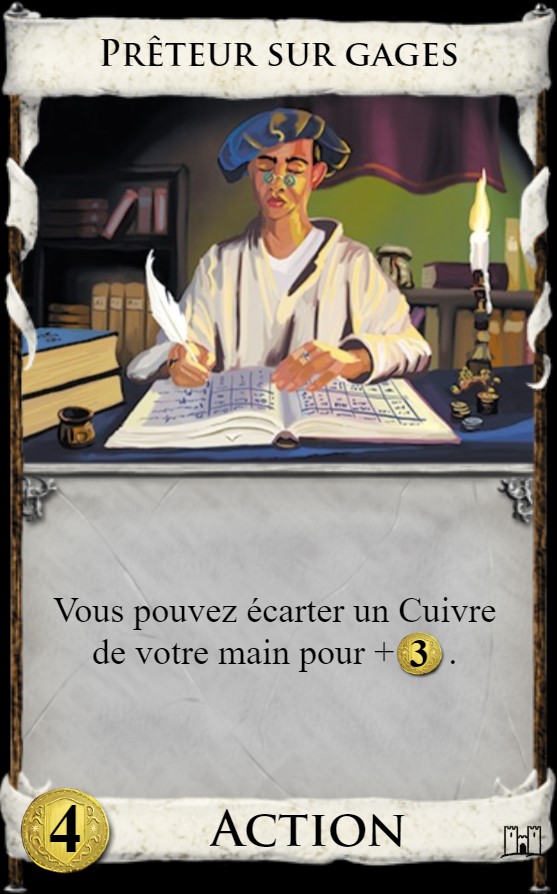 Prêteur sur gages
Vous pouvez écarter un Cuivre
de votre main pour +3 .
4 Action